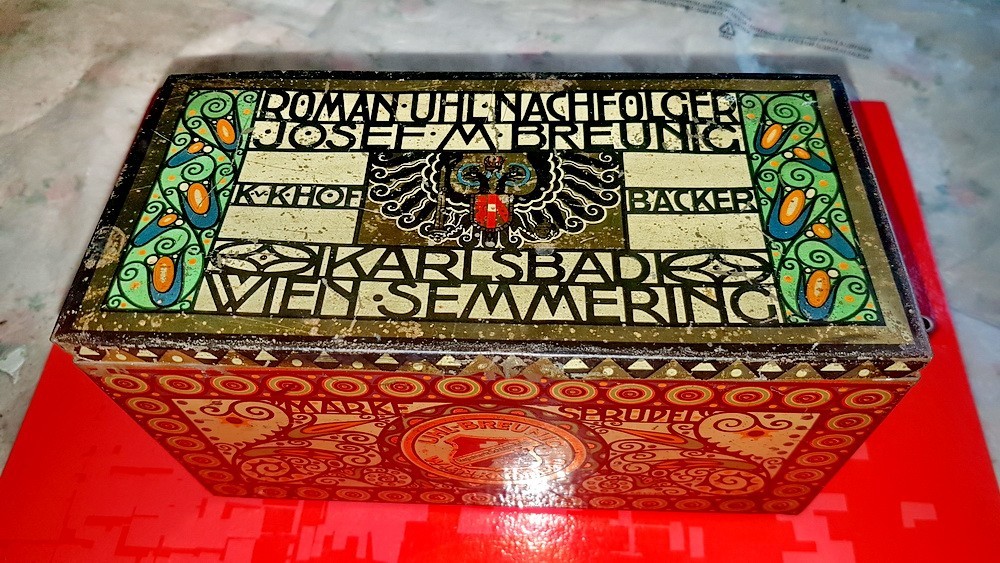 ROMAN·UHL·NACHFOLGER
JOSEF·M·BREUNIG
K·u·K·HOF BÄCKER
KARLSBAD
WIEN·SEMMERING
MARKE SPRUDEL
UHL-BREUNIG